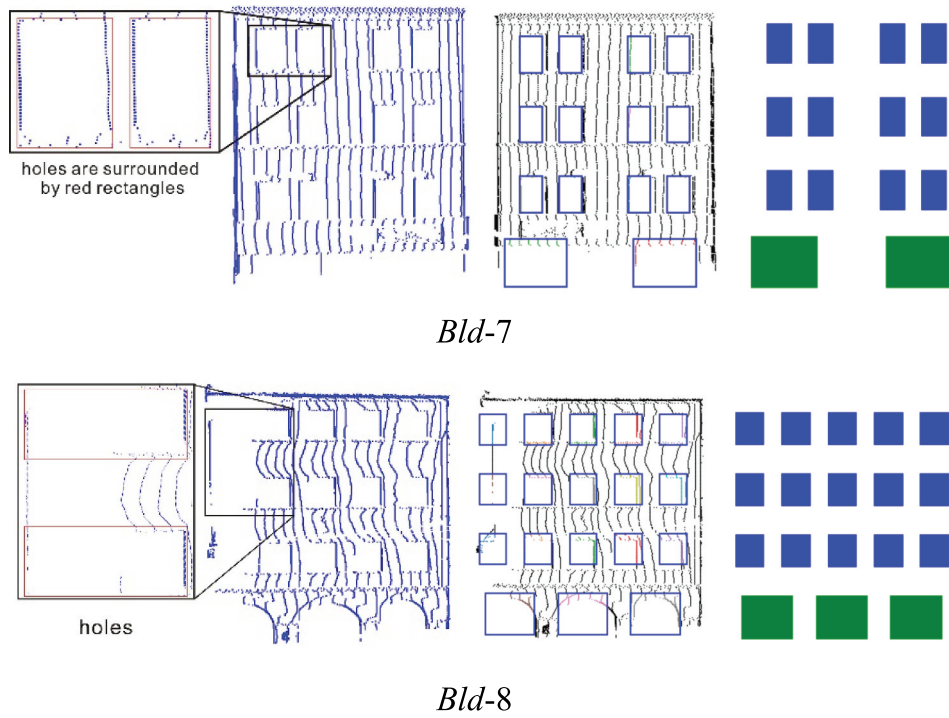 holes are surrounded
by red rectangles
Bld-7
holes
Bld-8